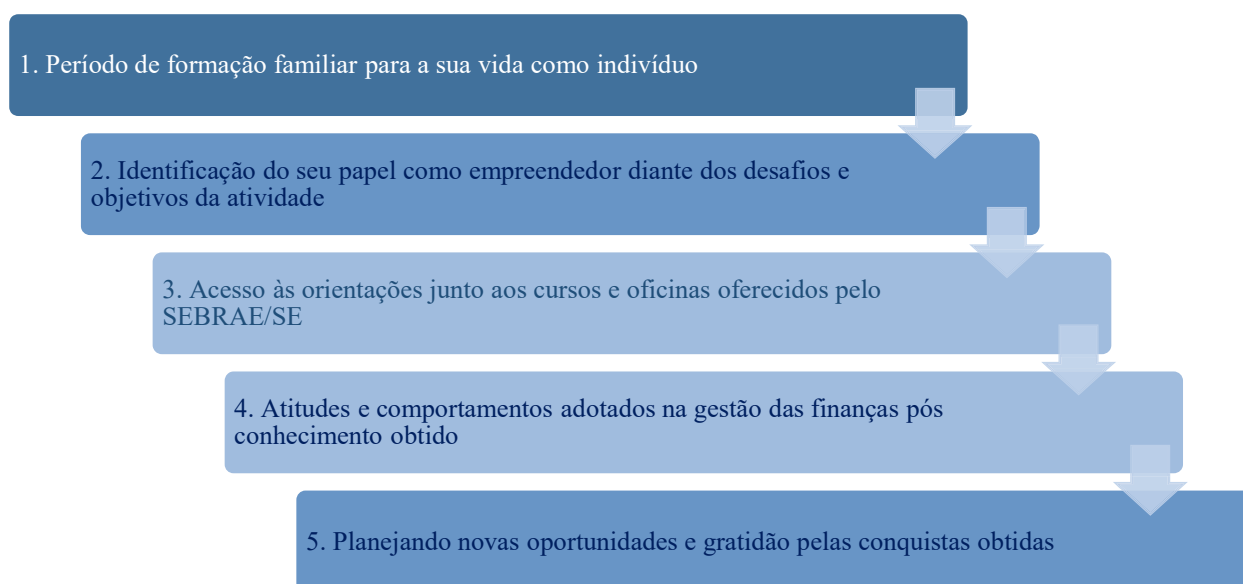 1. Período de formação familiar para a sua vida como indivíduo
2. Identificação do seu papel como empreendedor diante dos desafios e
objetivos da atividade
3. Acesso às orientações junto aos cursos e oficinas oferecidos pelo
SEBRAE/SE
4. Atitudes e comportamentos adotados na gestão das finanças pós
conhecimento obtido
5. Planejando novas oportunidades e gratidão pelas conquistas obtidas